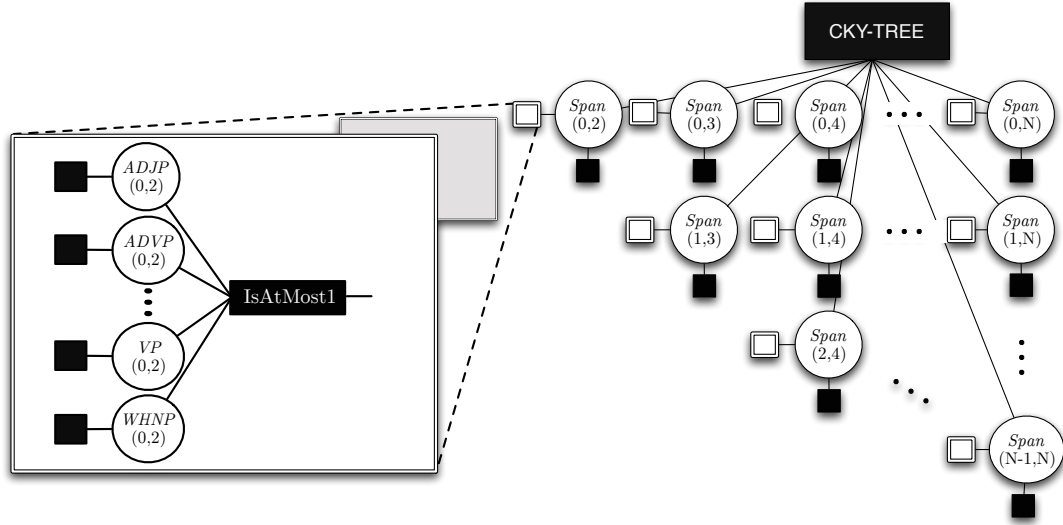 CKY-TREE
Span
(0,2)
Span
(0,3)
Span
(0,4)
Span
(0,N)
ADJP
(0,2)
ADVP
(0,2)
IsAtMost1
VP
(0,2)
WHNP
(0,2)
Span
(1,3)
Span
(1,4)
Span
(1,N)
Span
(2,4)
Span
(N-1,N)